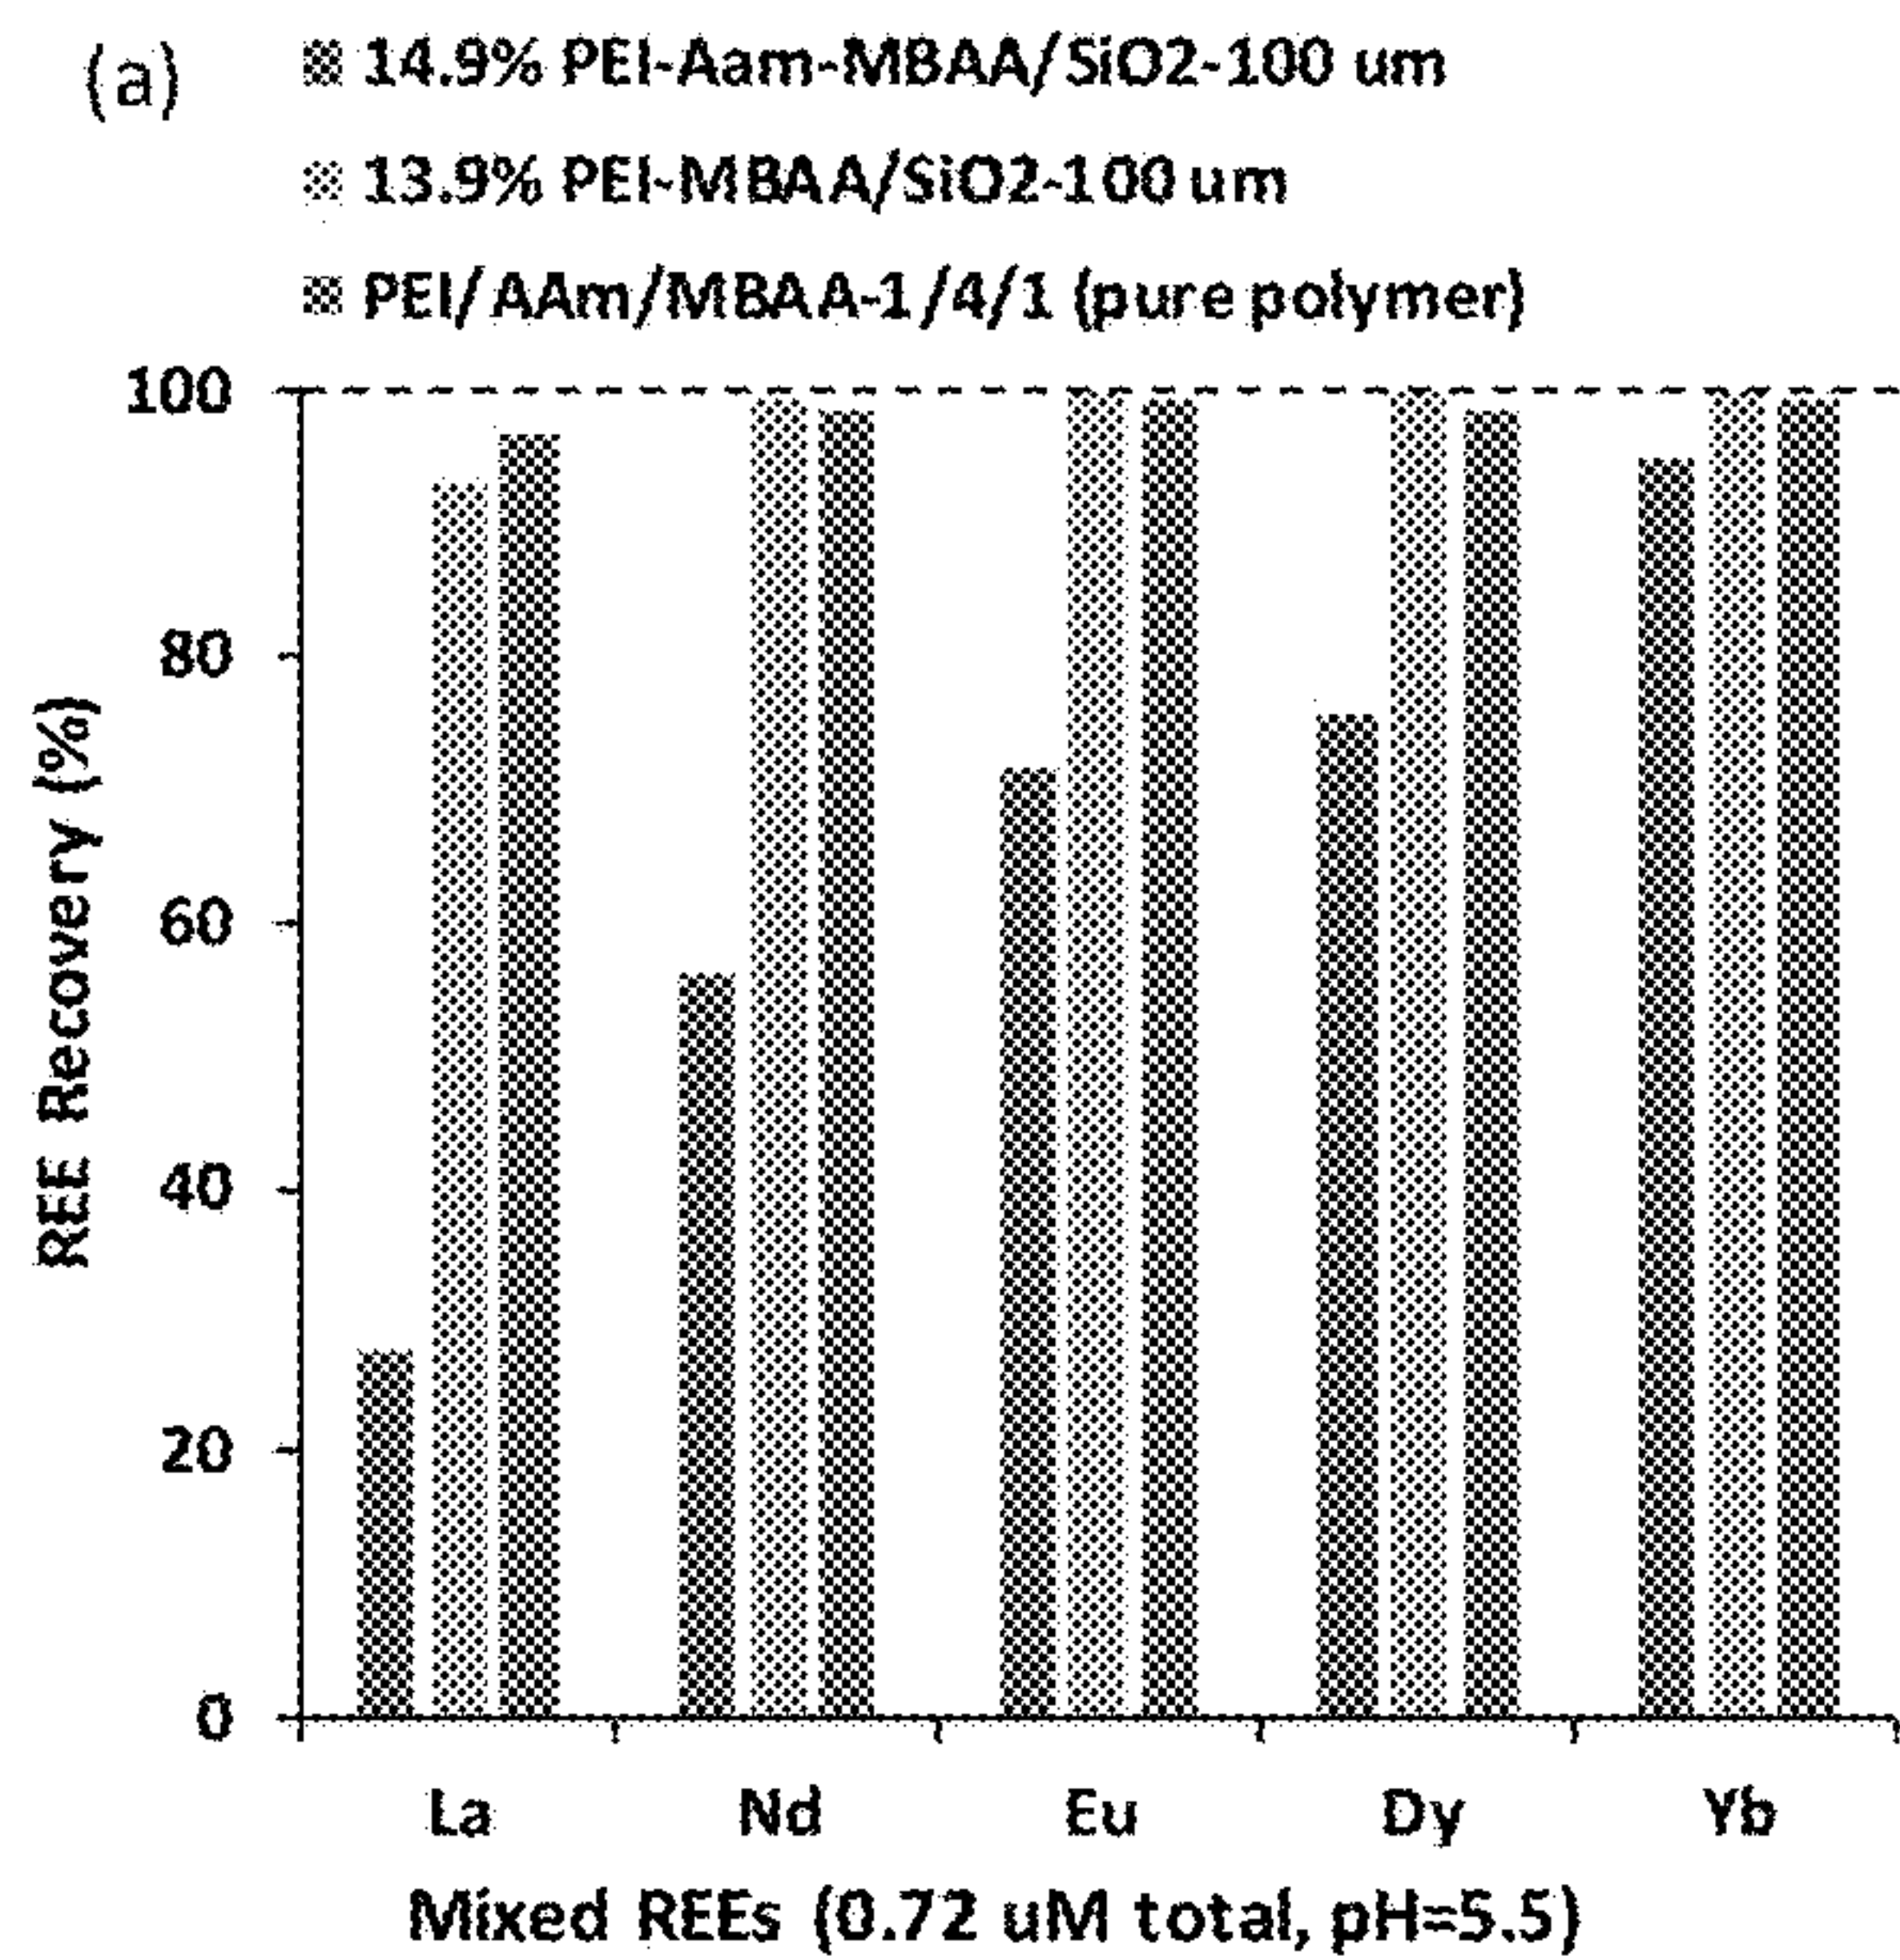 (a)
14.9% PEI-Aam-MBAA/SiO2-100 um
13.9% PEI-MBAA/SiO2-100 um
PEI/AAm/MBAA-1/4/1 (pure polymer)
100
80
60
40
20
0
REE Recovery (%)
La Nd Eu Dy Yb
Mixed REEs (0.72 uM total, pH=5.5)